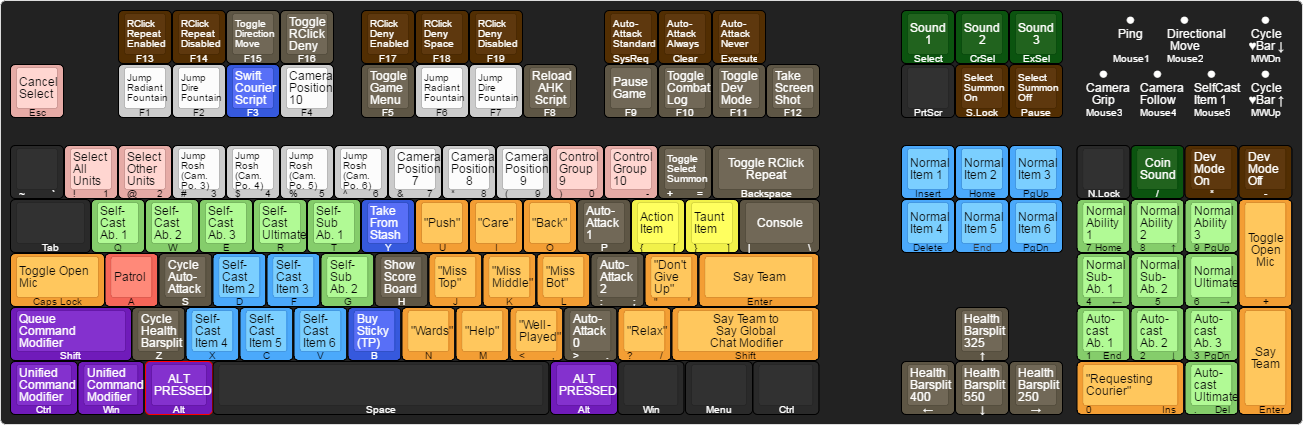 RClick Repeat Enabled F13
RClick Repeat Disabled F14
Toggle Direction Move F15
Toggle RClick Deny F16
RClick Deny Enabled F17
RClick Deny Space F18
RClick Deny Disabled F19
Auto-Attack Standard SysReq
Auto-Attack Always Clear
Auto-Attack Never Execute
Sound 1 Select
Sound 2 CrSel
Sound 3 ExSel
Ping Mouse1
Directional Move Mouse2
Cycle ♥Bar ↓ MWDn
Cancel Select Esc
Jump Radiant Fountain F1
Jump Dire Fountain F2
Swift Courier Script F3
Camera Position 10 F4
Toggle Game Menu F5
Jump Radiant Fountain F6
Jump Dire Fountain F7
Reload AHK Script F8
Pause Game F9
Toggle Combat Log F10
Toggle Dev Mode F11
Take Screen Shot F12
PrtScr
Select Summon On S.Lock
Select Summon Off Pause
Camera Grip Mouse3
Camera Follow Mouse4
SelfCast Item 1 Mouse5
Cycle ♥Bar ↑ MWUp
~ `
Select All Units ! 1
Select Other Units @ 2
Jump Rosh (Cam. Po. 3) # 3
Jump Rosh (Cam. Po. 4) $ 4
Jump Rosh (Cam. Po. 5) % 5
Jump Rosh (Cam. Po. 6) ^ 6
Camera Position 7 & 7
Camera Position 8 * 8
Camera Position 9 ( 9
Control Group 9 ) 0
Control Group 10 _ -
Toggle Select Summon + =
Toggle RClick Repeat Backspace
Normal Item 1 Insert
Normal Item 2 Home
Normal Item 3 PgUp
N.Lock
Coin Sound /
Dev Mode On *
Dev Mode Off -
Tab
Self-Cast Ab. 1 Q
Self-Cast Ab. 2 W
Self-Cast Ab. 3 E
Self-Cast Ultimate R
Self-Sub Ab. 1 T
Take From Stash Y
"Push" U
"Care" I
"Back" O
Auto-Attack 1 P
Action Item { [
Taunt Item } ]
Console | \
Normal Item 4 Delete
Normal Item 5 End
Normal Item 6 PgDn
Normal Ability 1 7 Home
Normal Ability 2 8 ↑
Normal Ability 3 9 PgUp
Toggle Open Mic +
Toggle Open Mic Caps Lock
Patrol A
Cycle Auto-Attack S
Self-Cast Item 2 D
Self-Cast Item 3 F
Self-Sub Ab. 2 G
Show Score Board H
"Miss Top" J
"Miss Middle" K
"Miss Bot" L
Auto-Attack 2 : ;
"Don't Give Up" " '
Say Team Enter
Normal Sub-Ab. 1 4 ←
Normal Sub-Ab. 2 5
Normal Ultimate 6 →
Queue Command Modifier Shift
Cycle Health Barsplit Z
Self-Cast Item 4 X
Self-Cast Item 5 C
Self-Cast Item 6 V
Buy Sticky (TP) B
"Wards" N
"Help" M
"Well-Played" < ,
Auto-Attack 0 > .
"Relax" ? /
Say Team to Say Global Chat Modifier Shift
Health Barsplit 325 ↑
Auto-cast Ab. 1 1 End
Auto-cast Ab. 2 2 ↓
Auto-cast Ab. 3 3 PgDn
Say Team Enter
Unified Command Modifier Ctrl
Unified Command Modifier Win
ALT PRESSED Alt
Space
ALT PRESSED Alt
Win
Menu
Ctrl
Health Barsplit 400 ←
Health Barsplit 550 ↓
Health Barsplit 250 →
"Requesting Courier" 0 Ins
Auto-cast Ultimate . Del